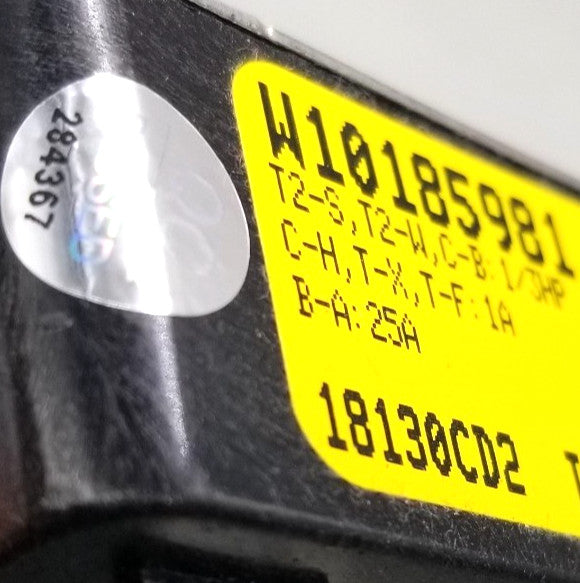 284367
W10185981
T2-S,T2-W,C-B:1/3HP
C-H,T-X,T-F:1A
B-A:25A
18130CD2